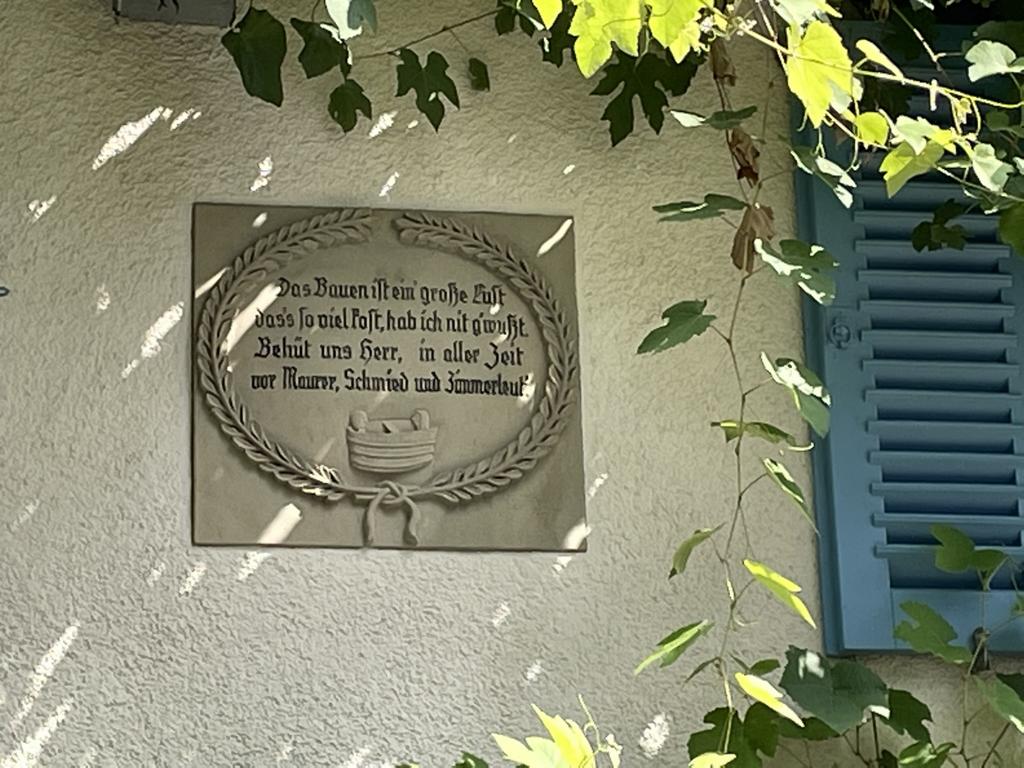 Das Bauen ist ein' große Lust
das's so viel kost, hab ich nit g'wußt.
Behüt uns Herr, in aller Zeit
vor Maurer, Schmied und Zimmerleut'.